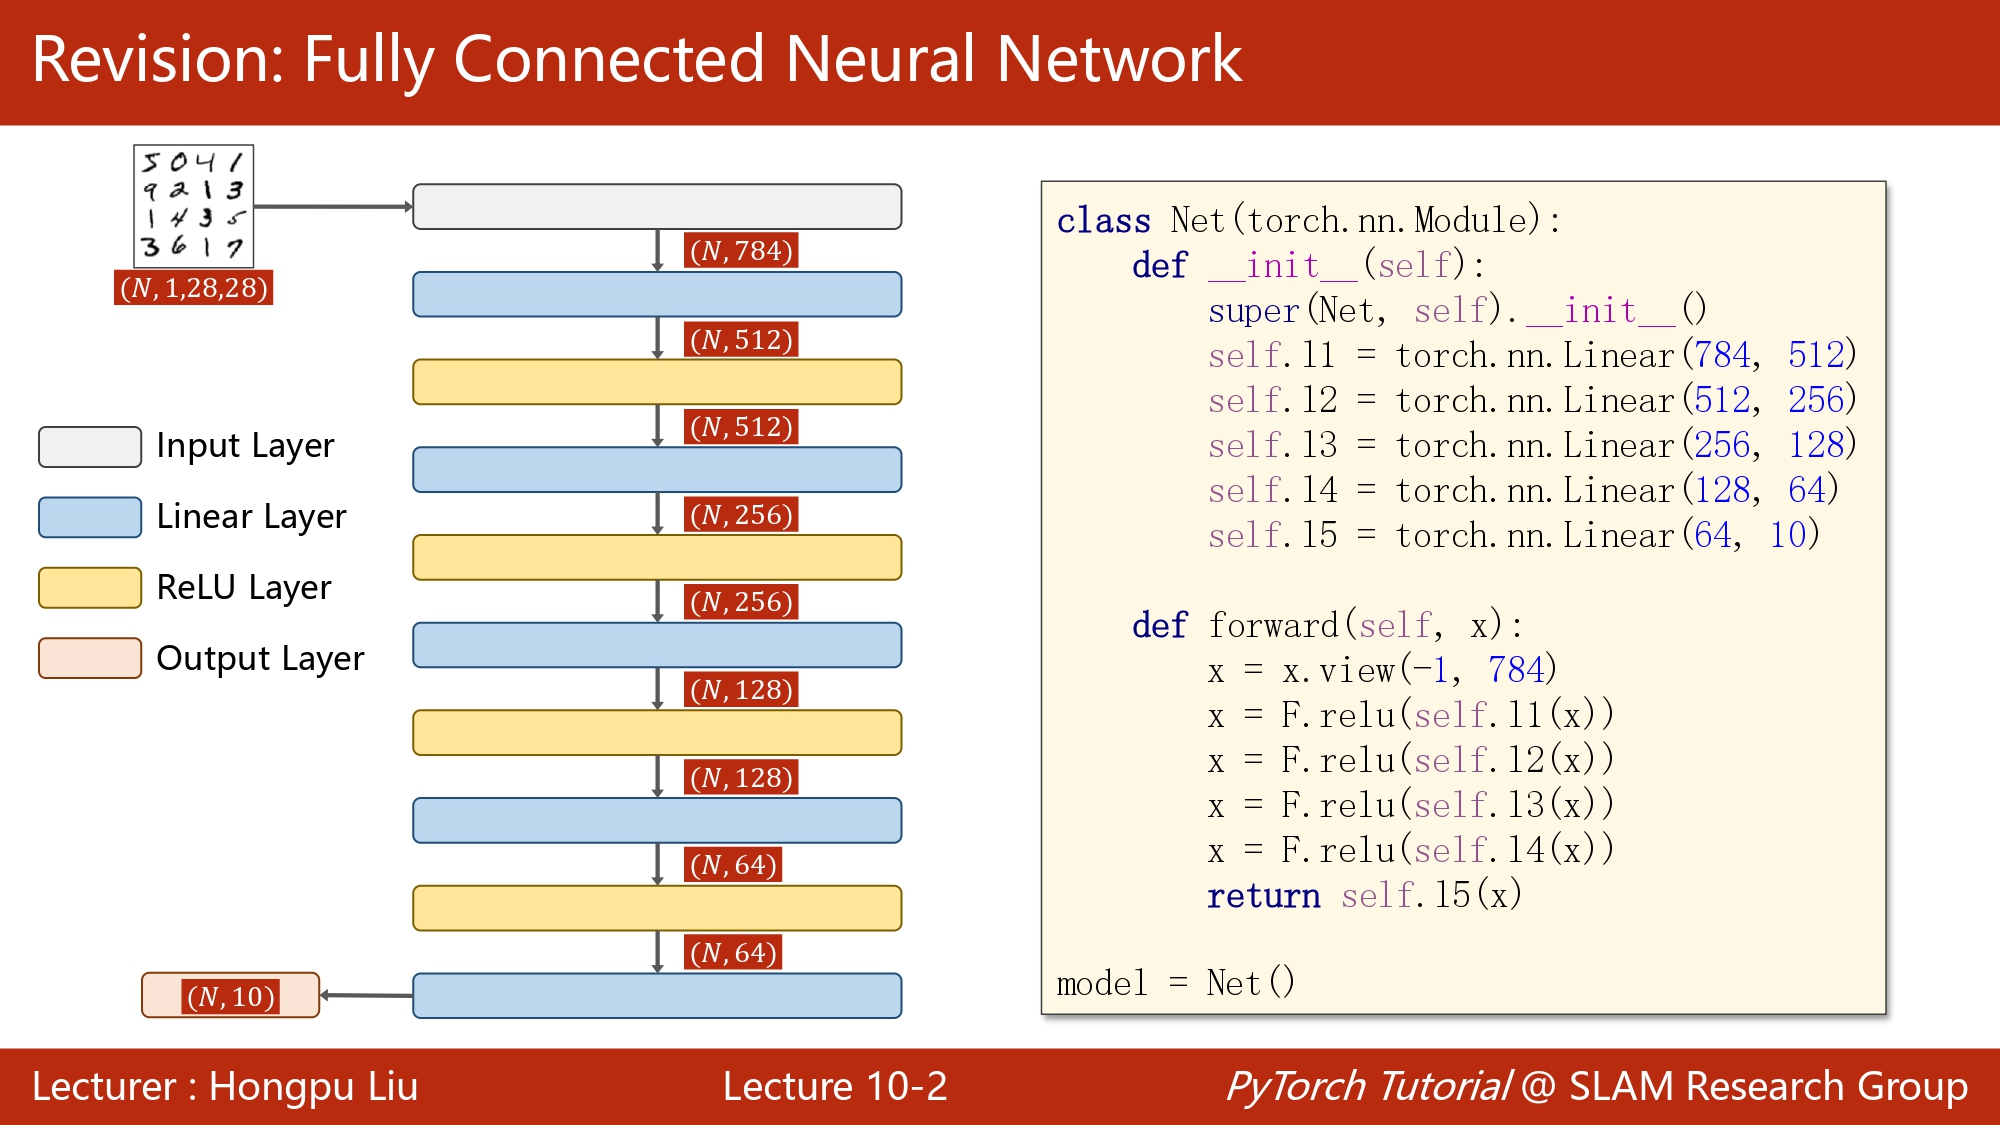 Revision: Fully Connected Neural Network
5 0 4 1
9 2 1 3
1 4 3 5
3 6 1 7
(N, 1,28,28)
(N, 784)
(N, 512)
(N, 512)
(N, 256)
(N, 256)
(N, 128)
(N, 128)
(N, 64)
(N, 64)
(N, 10)
Input Layer
Linear Layer
ReLU Layer
Output Layer
class Net(torch.nn.Module):
    def __init__(self):
        super(Net, self).__init__()
        self.l1 = torch.nn.Linear(784, 512)
        self.l2 = torch.nn.Linear(512, 256)
        self.l3 = torch.nn.Linear(256, 128)
        self.l4 = torch.nn.Linear(128, 64)
        self.l5 = torch.nn.Linear(64, 10)
    def forward(self, x):
        x = x.view(-1, 784)
        x = F.relu(self.l1(x))
        x = F.relu(self.l2(x))
        x = F.relu(self.l3(x))
        x = F.relu(self.l4(x))
        return self.l5(x)
model = Net()
Lecturer : Hongpu Liu
Lecture 10-2
PyTorch Tutorial @ SLAM Research Group